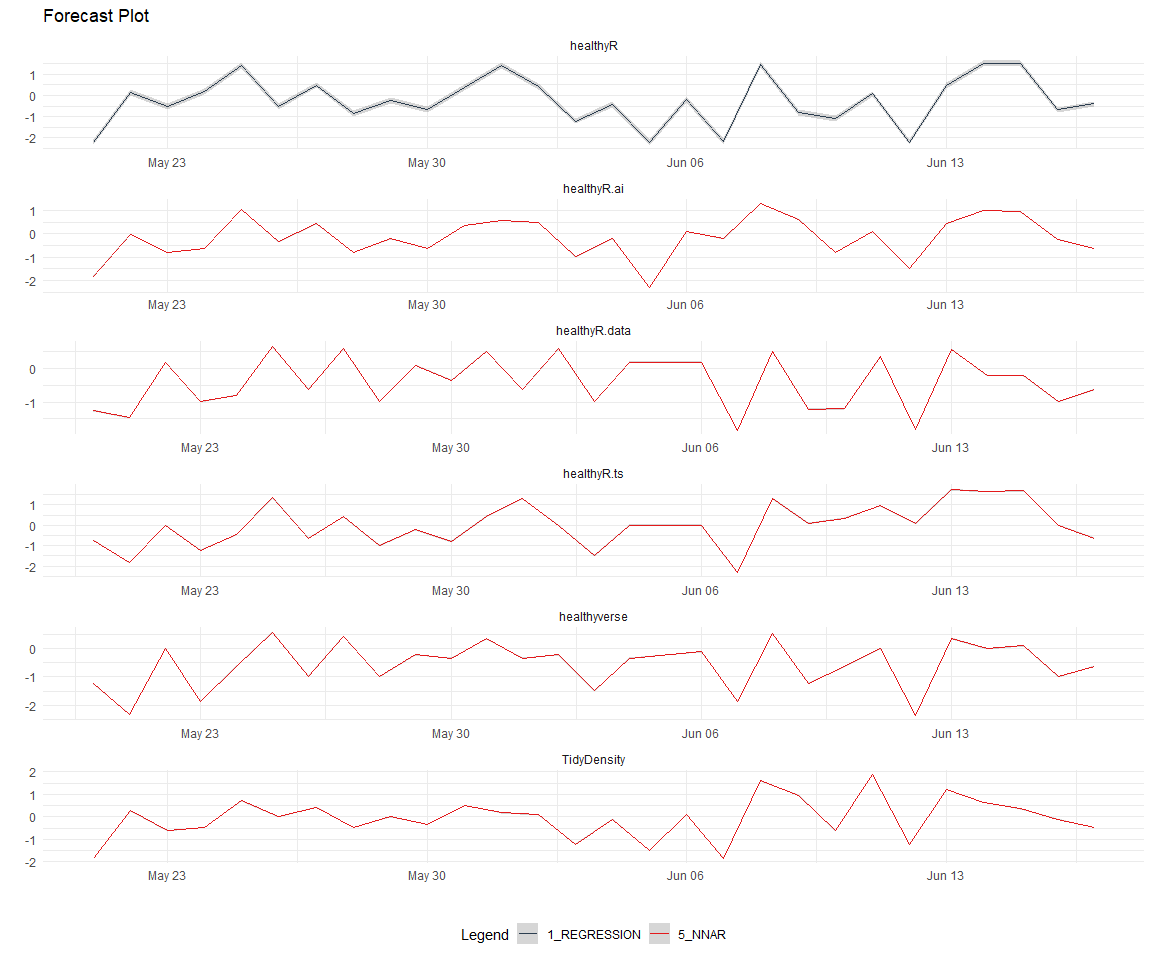 Forecast Plot
healthyR
1
0
-1
-2
May 23 May 30 Jun 06 Jun 13
healthyR.ai
1
0
-1
-2
May 23 May 30 Jun 06 Jun 13
healthyR.data
0
-1
May 23 May 30 Jun 06 Jun 13
healthyR.ts
1
0
-1
-2
May 23 May 30 Jun 06 Jun 13
healthyverse
0
-1
-2
May 23 May 30 Jun 06 Jun 13
TidyDensity
2
1
0
-1
-2
May 23 May 30 Jun 06 Jun 13
Legend 1_REGRESSION 5_NNAR